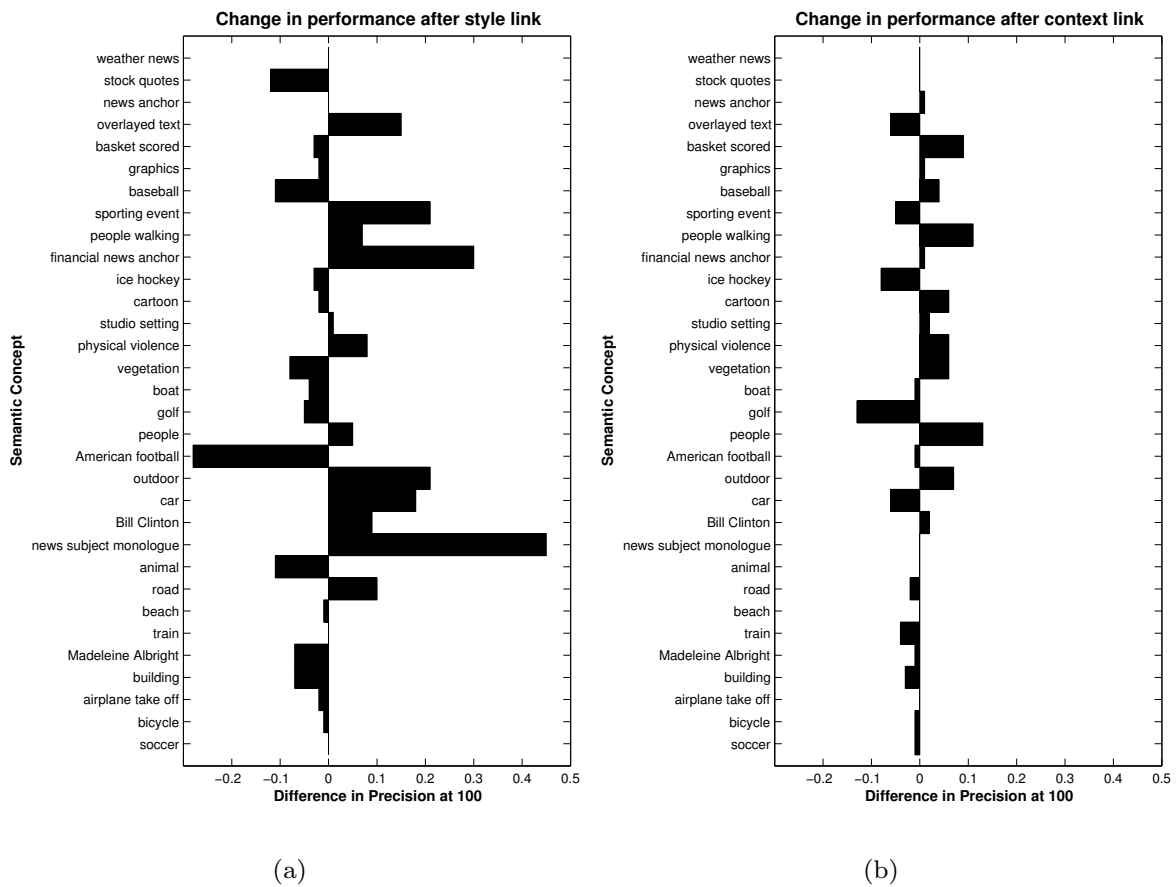 Change in performance after style link
weather news
stock quotes
news anchor
overlayed text
basket scored
graphics
baseball
sporting event
people walking
financial news anchor
ice hockey
cartoon
studio setting
physical violence
vegetation
boat
golf
people
American football
outdoor
car
Bill Clinton
news subject monologue
animal
road
beach
train
Madeleine Albright
building
airplane take off
bicycle
soccer
Semantic Concept
−0.2 −0.1 0 0.1 0.2 0.3 0.4 0.5
Difference in Precision at 100
(a)
Change in performance after context link
weather news
stock quotes
news anchor
overlayed text
basket scored
graphics
baseball
sporting event
people walking
financial news anchor
ice hockey
cartoon
studio setting
physical violence
vegetation
boat
golf
people
American football
outdoor
car
Bill Clinton
news subject monologue
animal
road
beach
train
Madeleine Albright
building
airplane take off
bicycle
soccer
Semantic Concept
−0.2 −0.1 0 0.1 0.2 0.3 0.4 0.5
Difference in Precision at 100
(b)